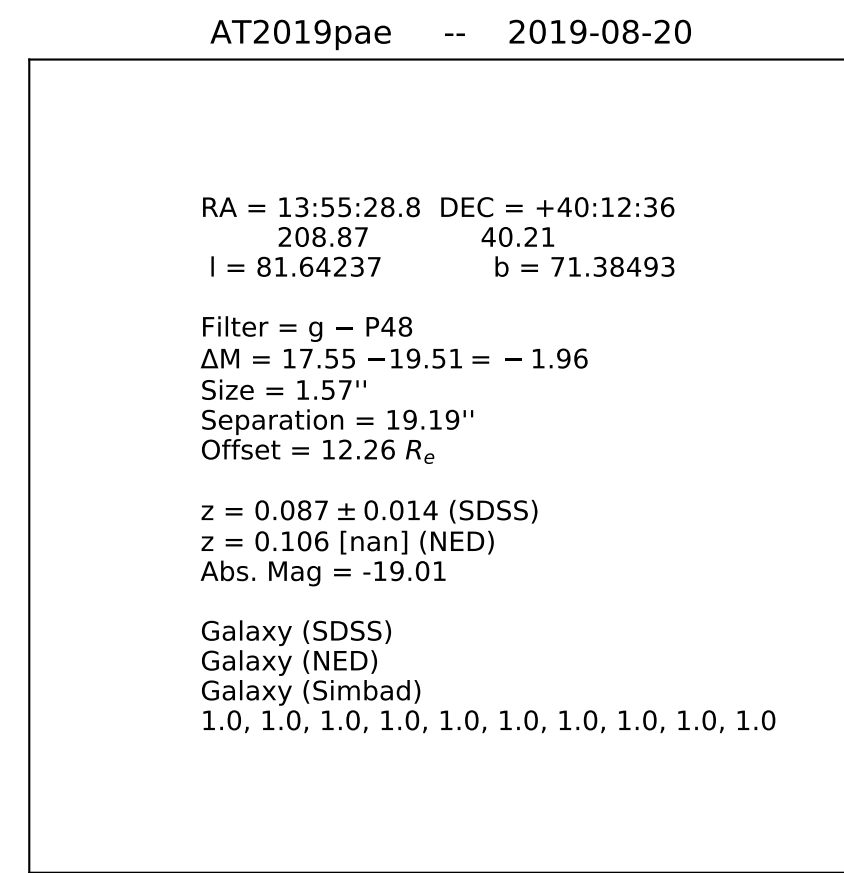 AT2019pae -- 2019-08-20
RA = 13:55:28.8 DEC = +40:12:36
208.87 40.21
l = 81.64237 b = 71.38493
Filter = g − P48
ΔM = 17.55 −19.51 = − 1.96
Size = 1.57''
Separation = 19.19''
Offset = 12.26 Rₑ
z = 0.087 ± 0.014 (SDSS)
z = 0.106 [nan] (NED)
Abs. Mag = -19.01
Galaxy (SDSS)
Galaxy (NED)
Galaxy (Simbad)
1.0, 1.0, 1.0, 1.0, 1.0, 1.0, 1.0, 1.0, 1.0, 1.0